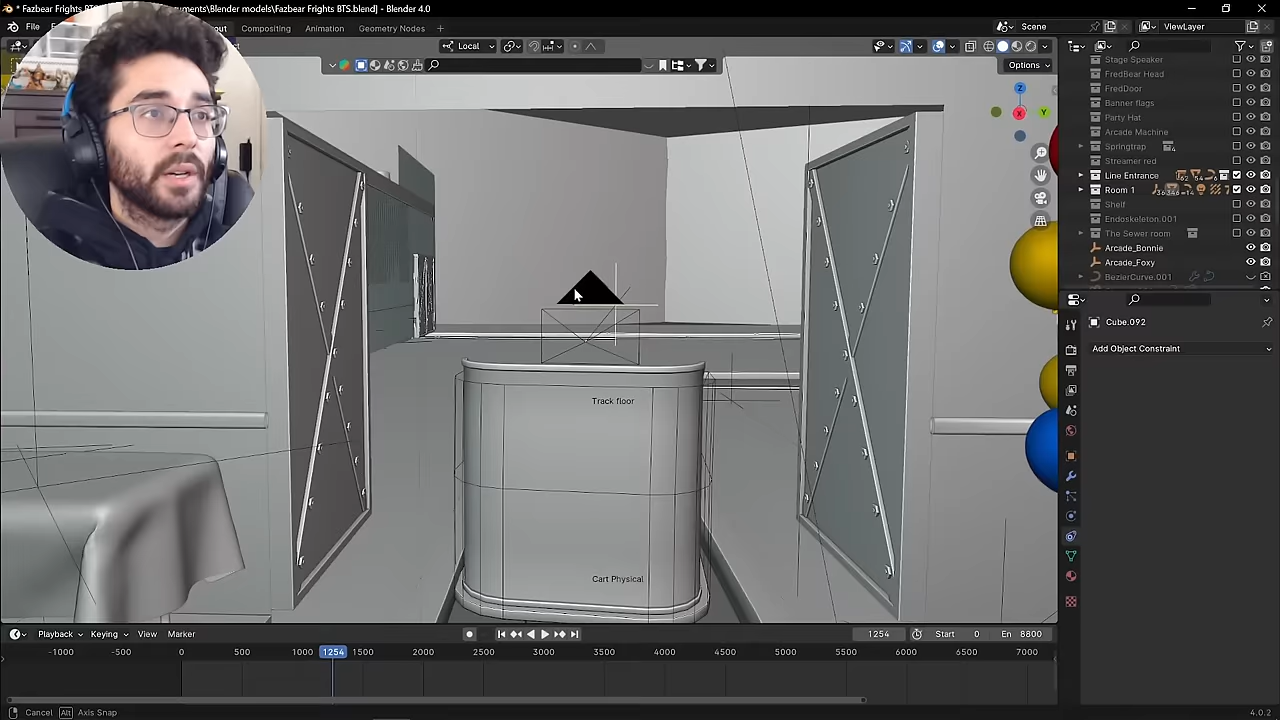 * Fazbear Frights BTS.
uments\Blender models\Fazbear Frights BTS.blend] - Blender 4.0
File
out
ositing
Animation
Geometry Nodes
Scene
ViewLayer
Local
Options
Z
Y
X
Stage Speaker
FredBear Head
FredDoor
Banner flags
Party Hat
Arcade Machine
Springtrap
Streamer red
Line Entrance
Room 1
Shelf
Endoskeleton.001
The Sewer room
Arcade_Bonnie
Arcade_Foxy
BezierCurve.001
Cube.092
Add Object Constraint
Track floor
Cart Physical
Playback
Keying
View
Marker
1254
Start 0
En 8800
-1000 -500 0 500 1000 1254 1500 2000 2500 3000 3500 4000 4500 5000 5500 6000 6500 7000
Cancel Alt Axis Snap
4.0.2